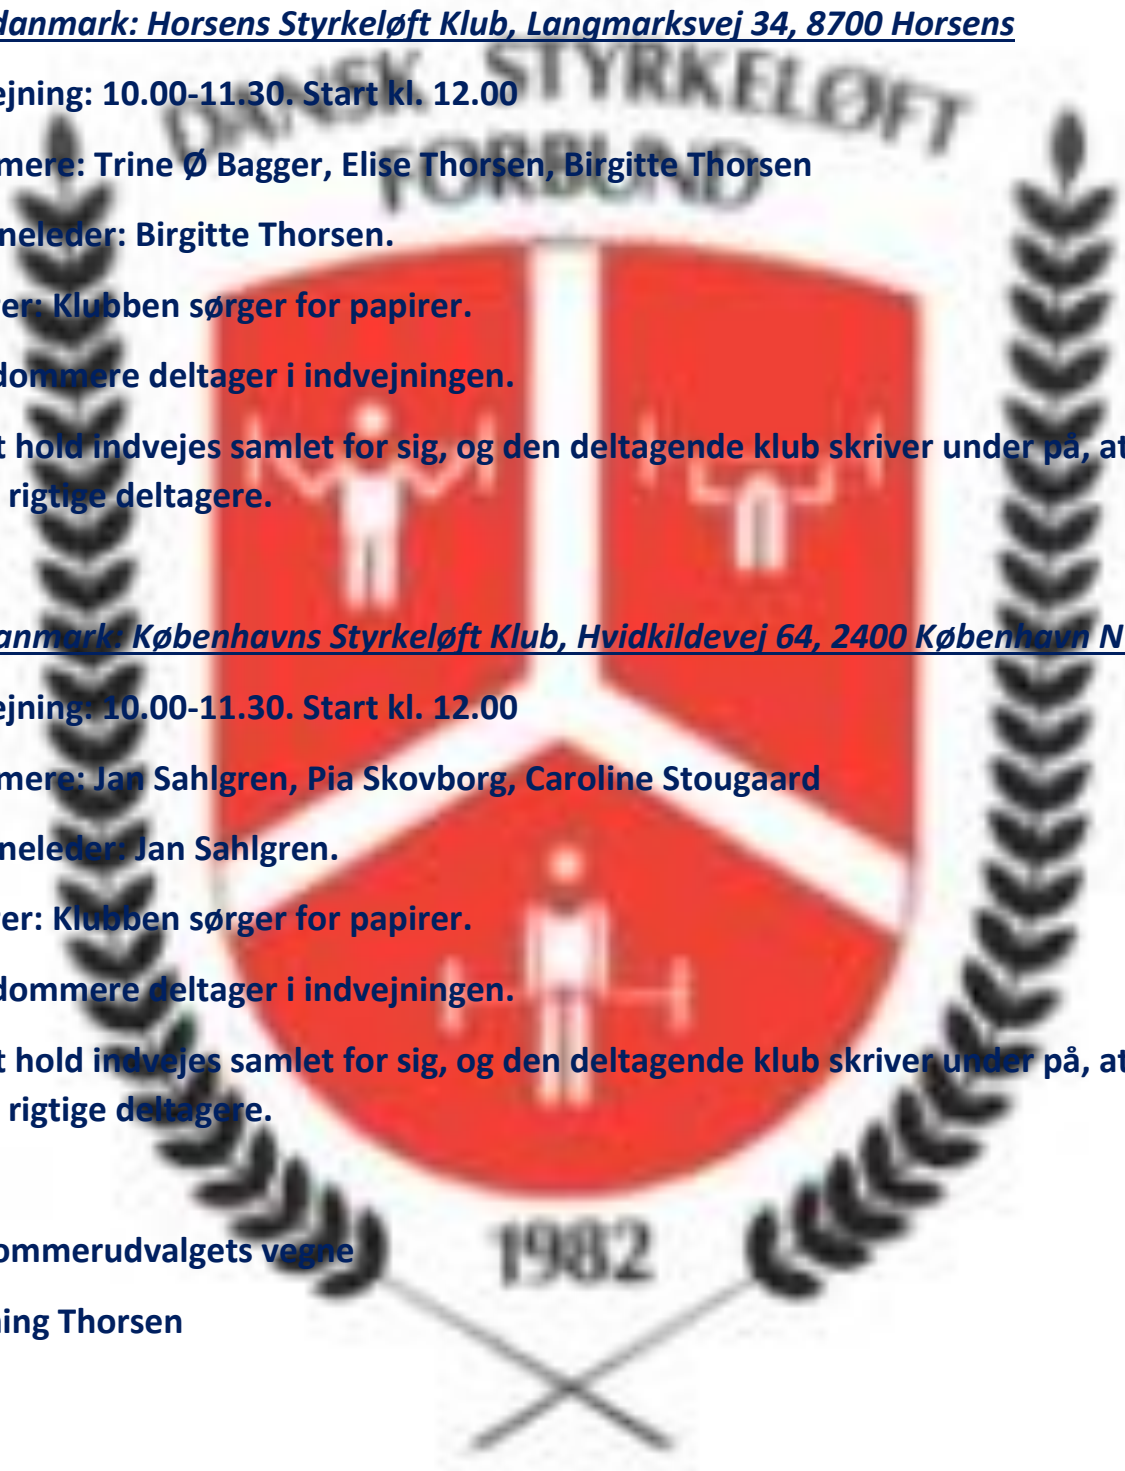 danmark: Horsens Styrkeløft Klub, Langmarksvej 34, 8700 Horsens
DANSK STYRKELØFT
ejning: 10.00-11.30. Start kl. 12.00
FORBUND
mere: Trine Ø Bagger, Elise Thorsen, Birgitte Thorsen
neleder: Birgitte Thorsen.
er: Klubben sørger for papirer.
dommere deltager i indvejningen.
t hold indvejes samlet for sig, og den deltagende klub skriver under på, at
rigtige deltagere.
anmark: Københavns Styrkeløft Klub, Hvidkildevej 64, 2400 København N
ejning: 10.00-11.30. Start kl. 12.00
mere: Jan Sahlgren, Pia Skovborg, Caroline Stougaard
neleder: Jan Sahlgren.
er: Klubben sørger for papirer.
dommere deltager i indvejningen.
t hold indvejes samlet for sig, og den deltagende klub skriver under på, at
rigtige deltagere.
1982
ommerudvalgets vegne
ning Thorsen